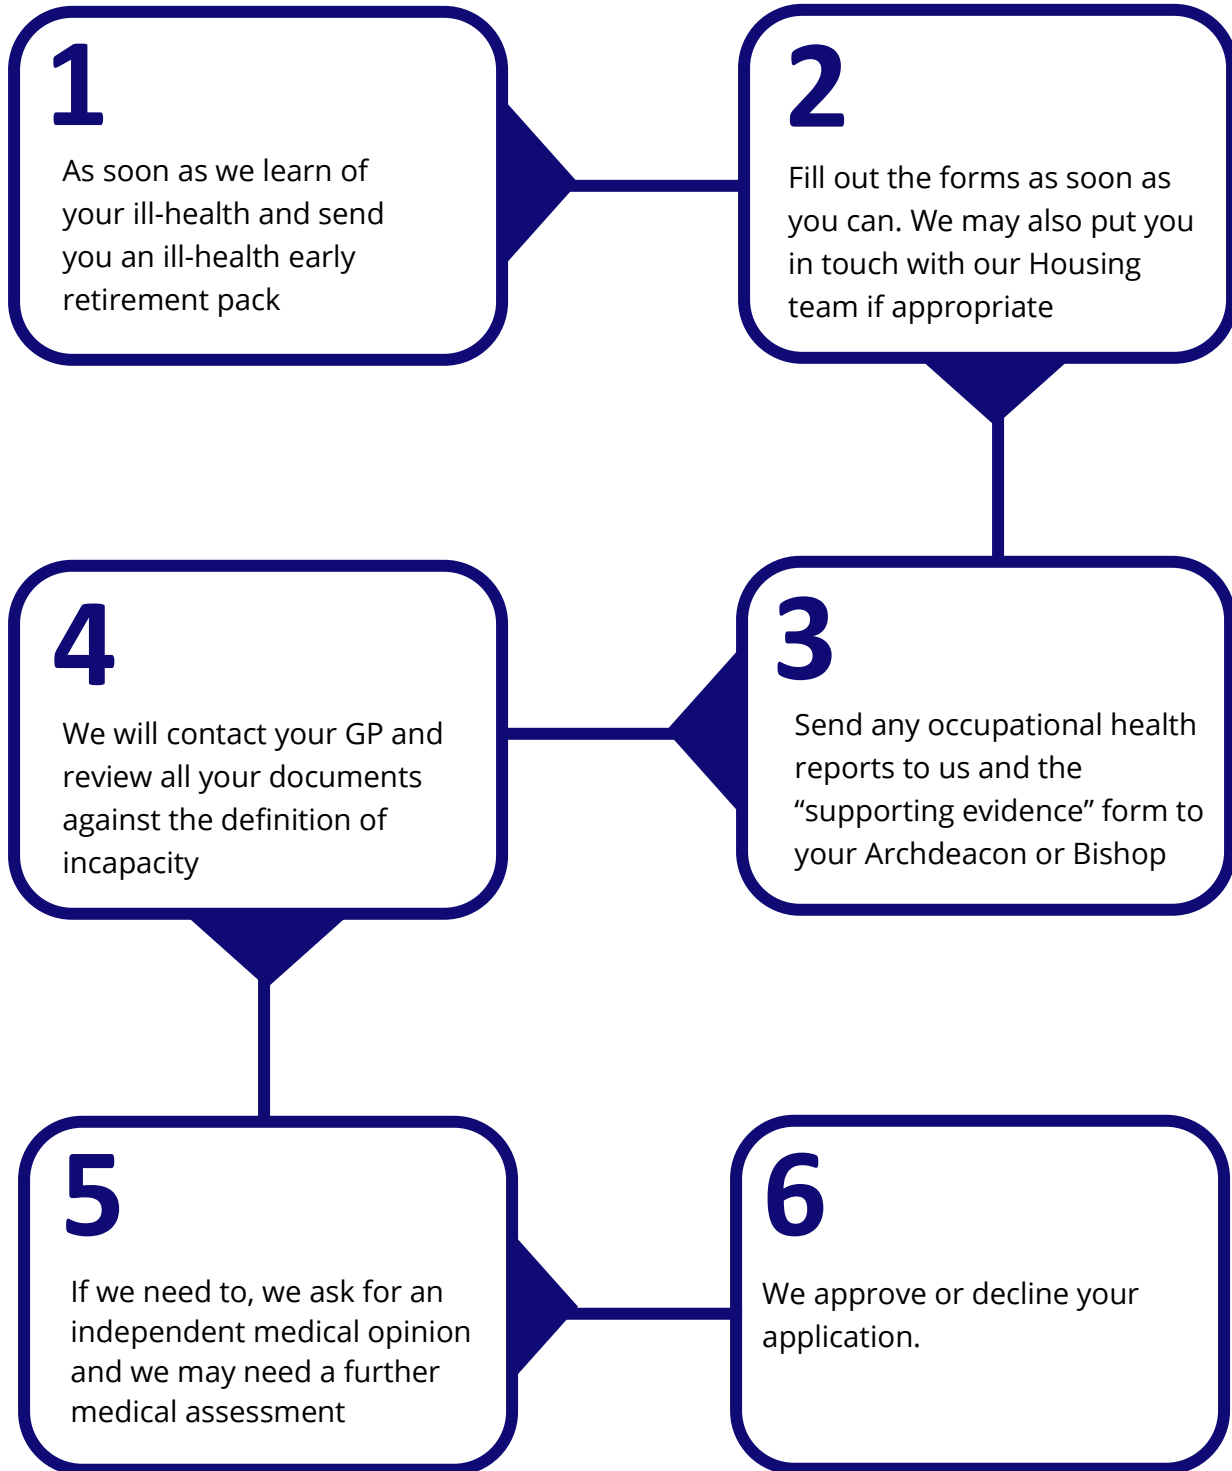 1
As soon as we learn of
your ill-health and send
you an ill-health early
retirement pack
2
Fill out the forms as soon as
you can. We may also put you
in touch with our Housing
team if appropriate
3
Send any occupational health
reports to us and the
“supporting evidence” form to
your Archdeacon or Bishop
4
We will contact your GP and
review all your documents
against the definition of
incapacity
5
If we need to, we ask for an
independent medical opinion
and we may need a further
medical assessment
6
We approve or decline your
application.